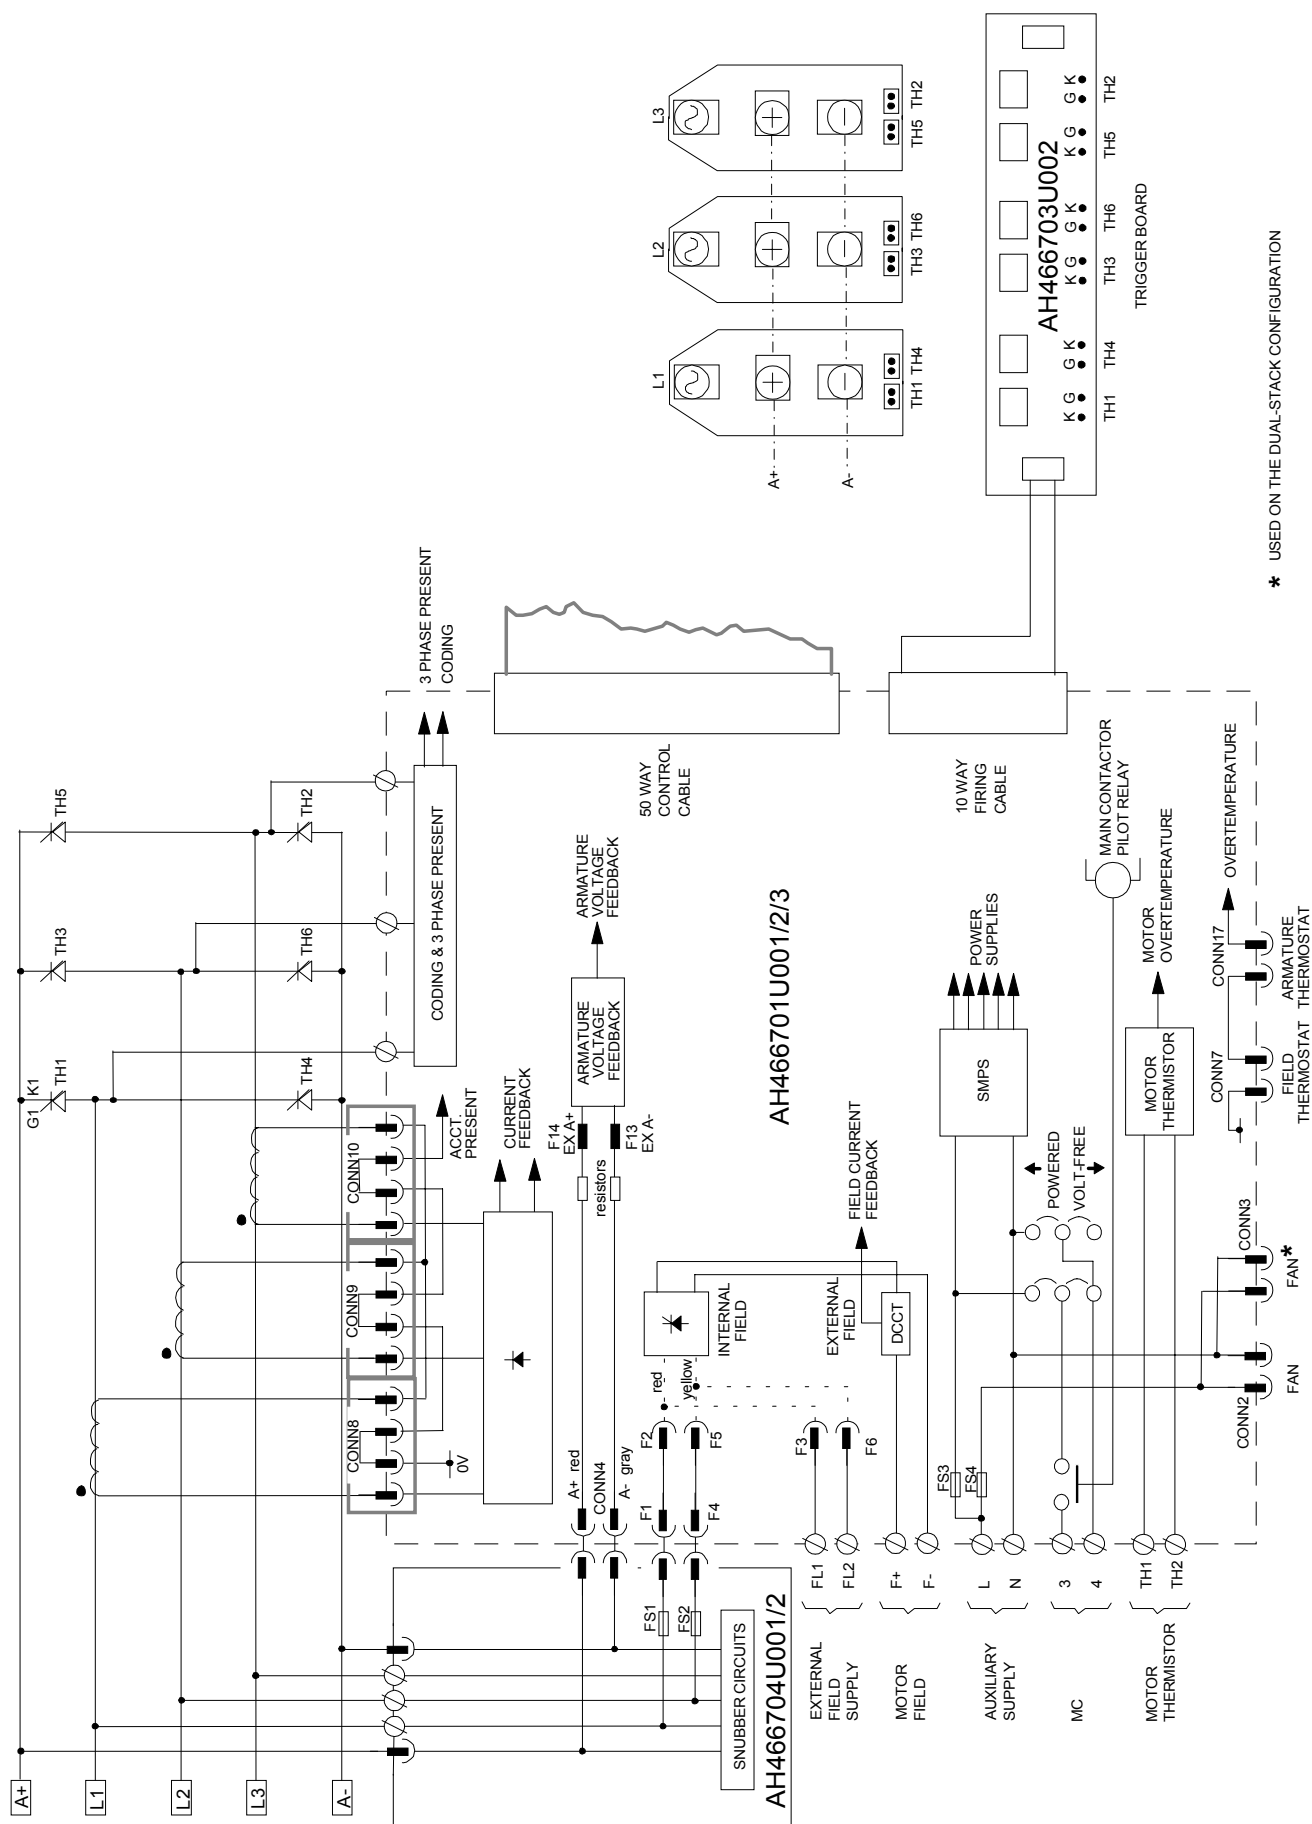 A+
L1
L2
L3
A-
G1 K1
TH1
TH3
TH5
TH4
TH6
TH2
3 PHASE PRESENT
CODING
CODING & 3 PHASE PRESENT
CONN8
CONN9
CONN10
0V
ACCT.
PRESENT
CURRENT
FEEDBACK
A+ red
CONN4
A- gray
resistors
F14
EX A+
F13
EX A-
ARMATURE
VOLTAGE
FEEDBACK
ARMATURE
VOLTAGE
FEEDBACK
50 WAY
CONTROL
CABLE
FS1
FS2
F1
F4
F2
F5
red
yellow
INTERNAL
FIELD
SNUBBER CIRCUITS
AH466704U001/2
AH466701U001/2/3
F3
F6
EXTERNAL
FIELD
DCCT
FIELD CURRENT
FEEDBACK
FL1
FL2
EXTERNAL
FIELD
SUPPLY
F+
F-
MOTOR
FIELD
L
N
AUXILIARY
SUPPLY
FS3
FS4
SMPS
POWER
SUPPLIES
POWERED
VOLT-FREE
3
4
MC
MAIN CONTACTOR
PILOT RELAY
10 WAY
FIRING
CABLE
TH1
TH2
MOTOR
THERMISTOR
MOTOR
THERMISTOR
MOTOR
OVERTEMPERATURE
CONN2
FAN
CONN3
FAN*
CONN7
FIELD
THERMOSTAT
CONN17
ARMATURE
THERMOSTAT
OVERTEMPERATURE
L1
L2
L3
A+
A-
TH1 TH4
TH3 TH6
TH5 TH2
AH466703U002
K G G K K G G K K G G K
TH1 TH4 TH3 TH6 TH5 TH2
TRIGGER BOARD
* USED ON THE DUAL-STACK CONFIGURATION